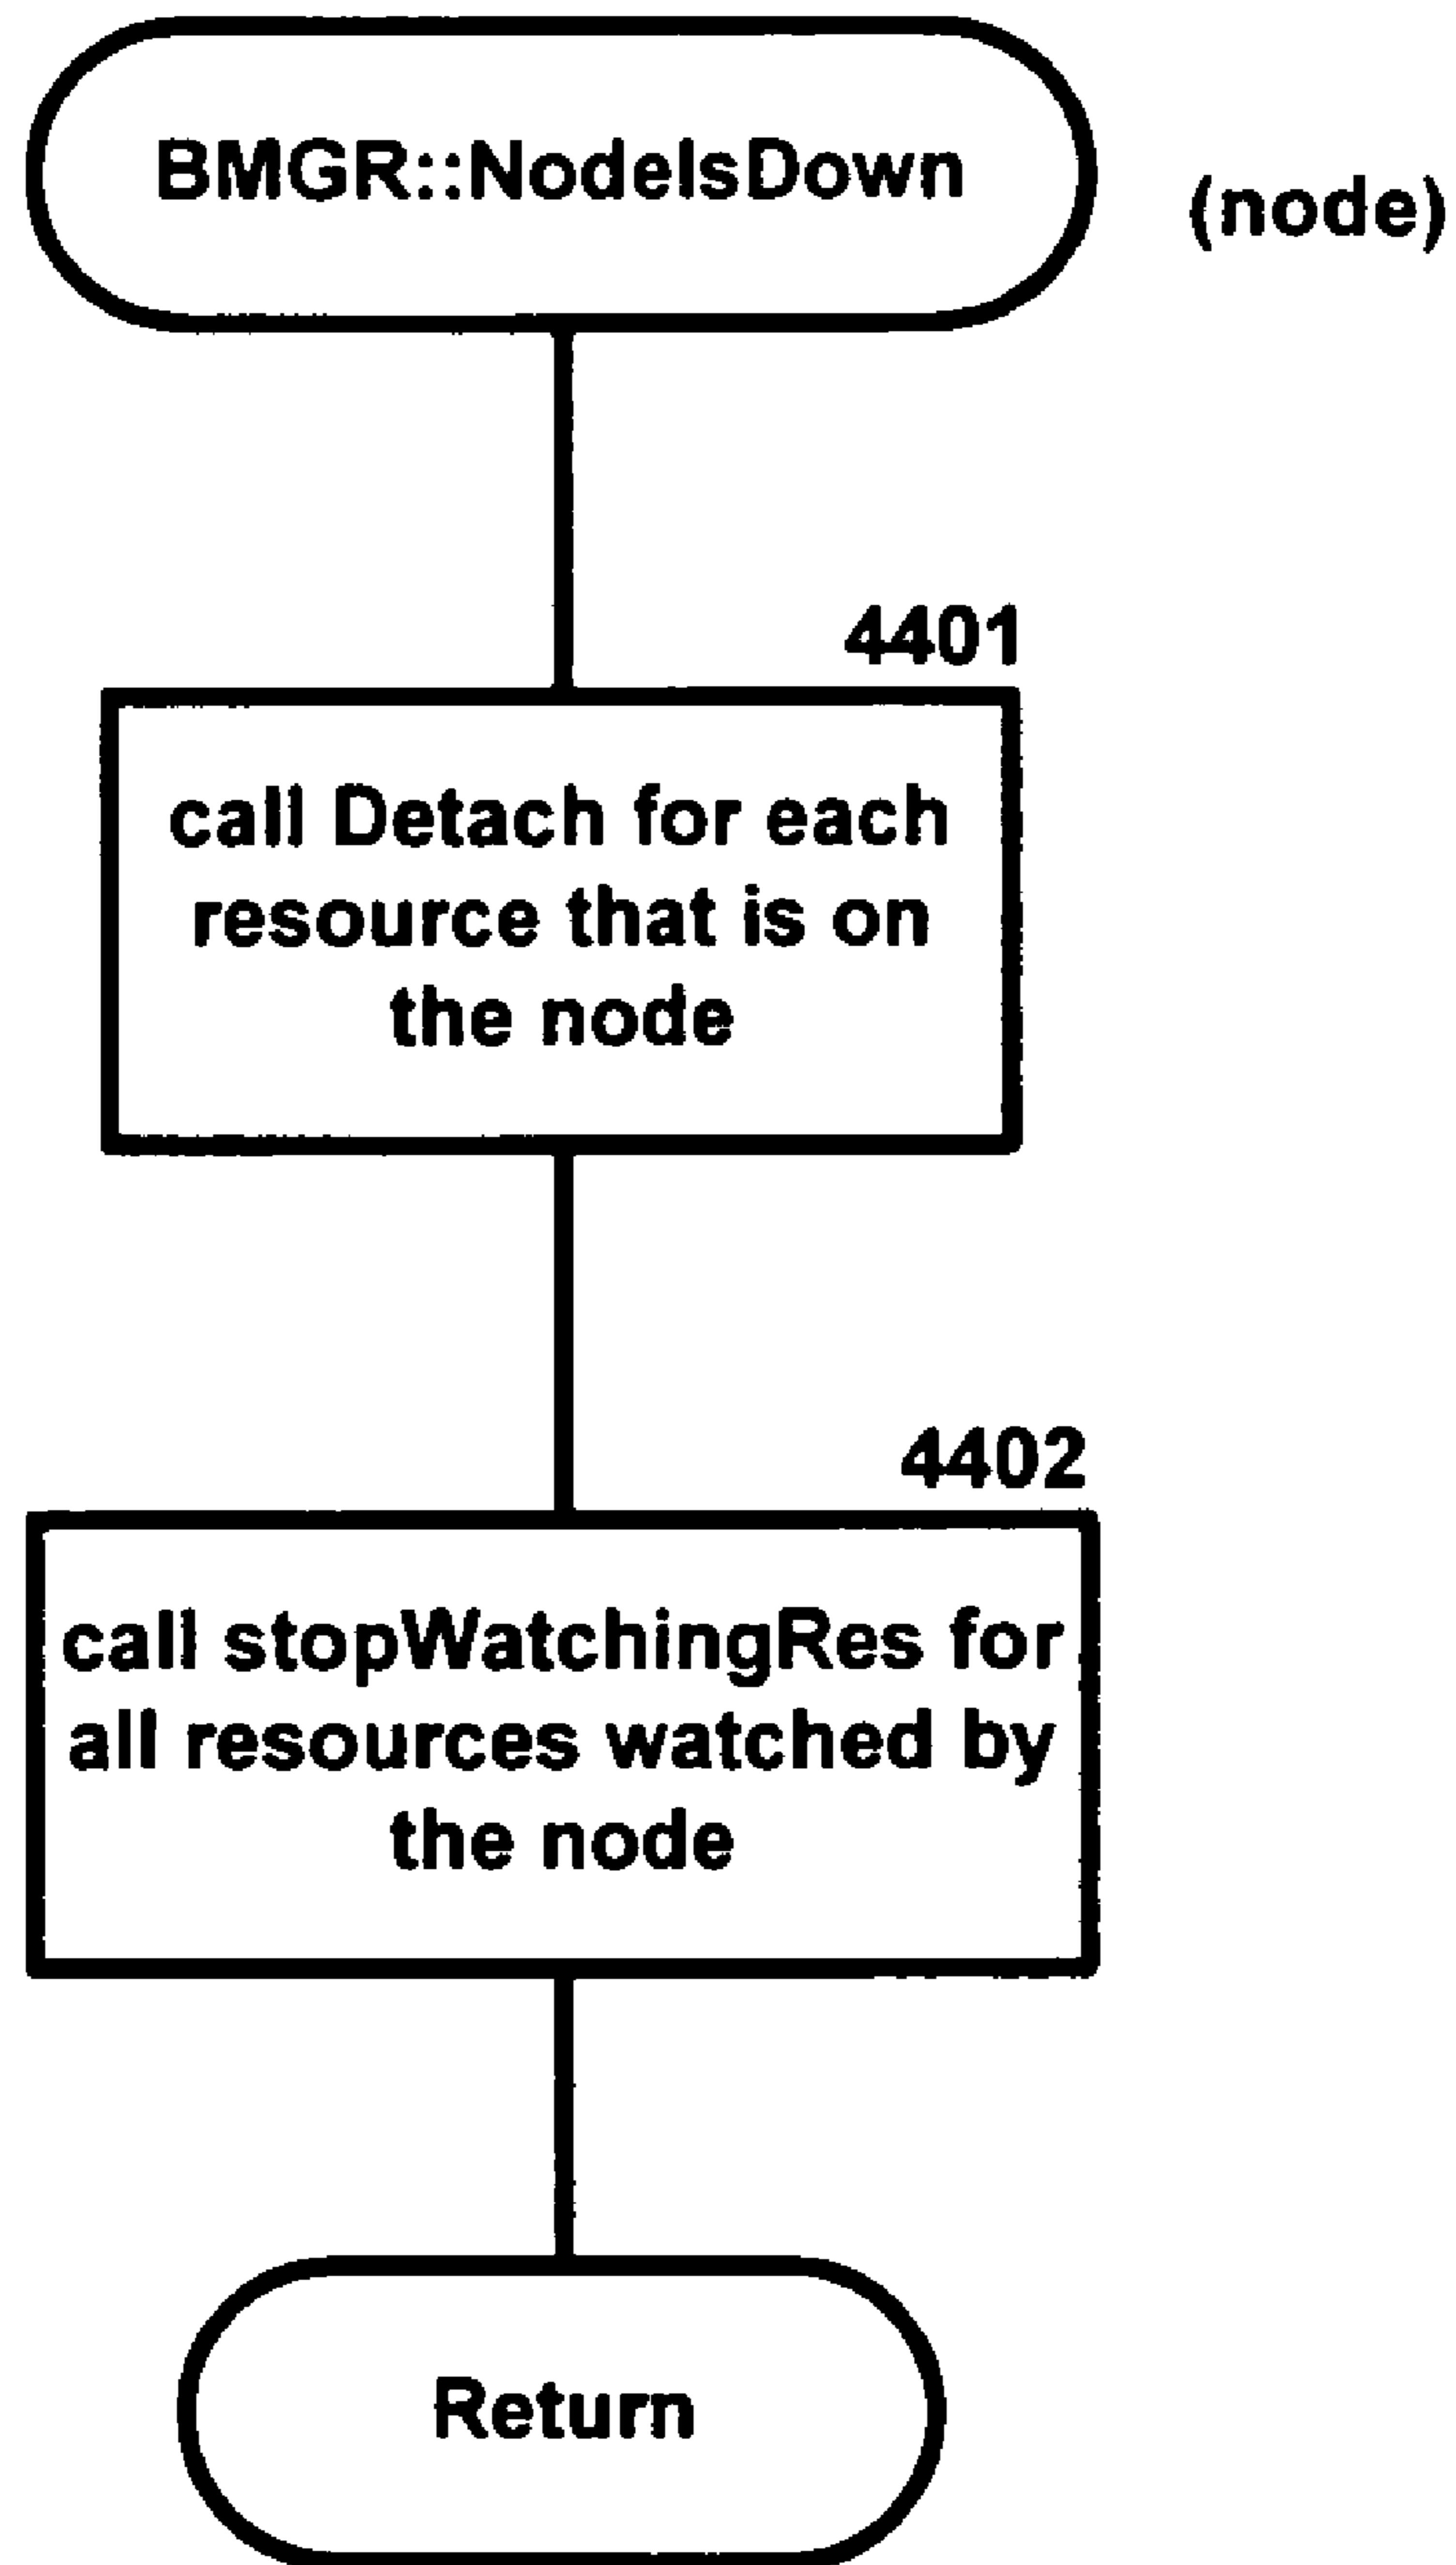 BMGR::NodeIsDown
(node)
4401
call Detach for each
resource that is on
the node
4402
call stopWatchingRes for
all resources watched by
the node
Return